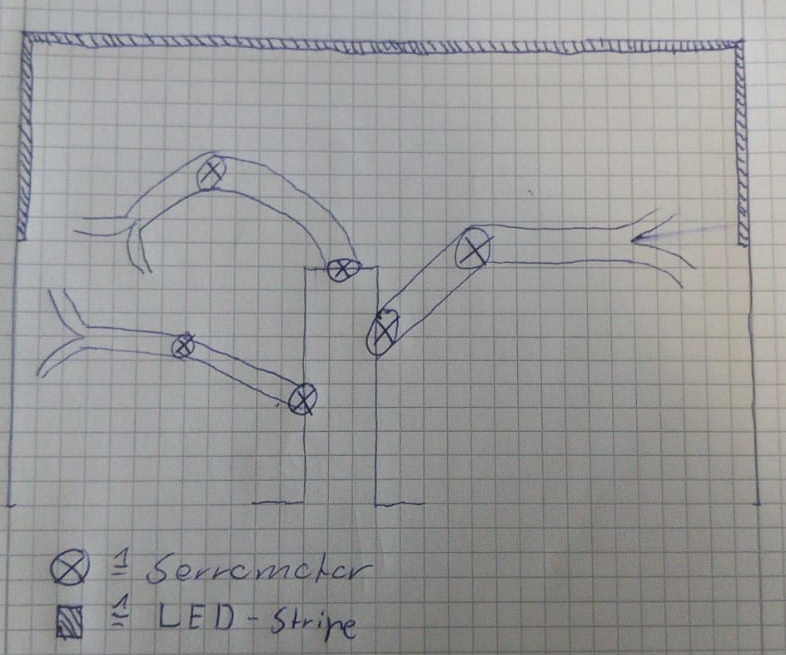 ⊗ ≙ Servomotor
▨ ≙ LED-Stripe